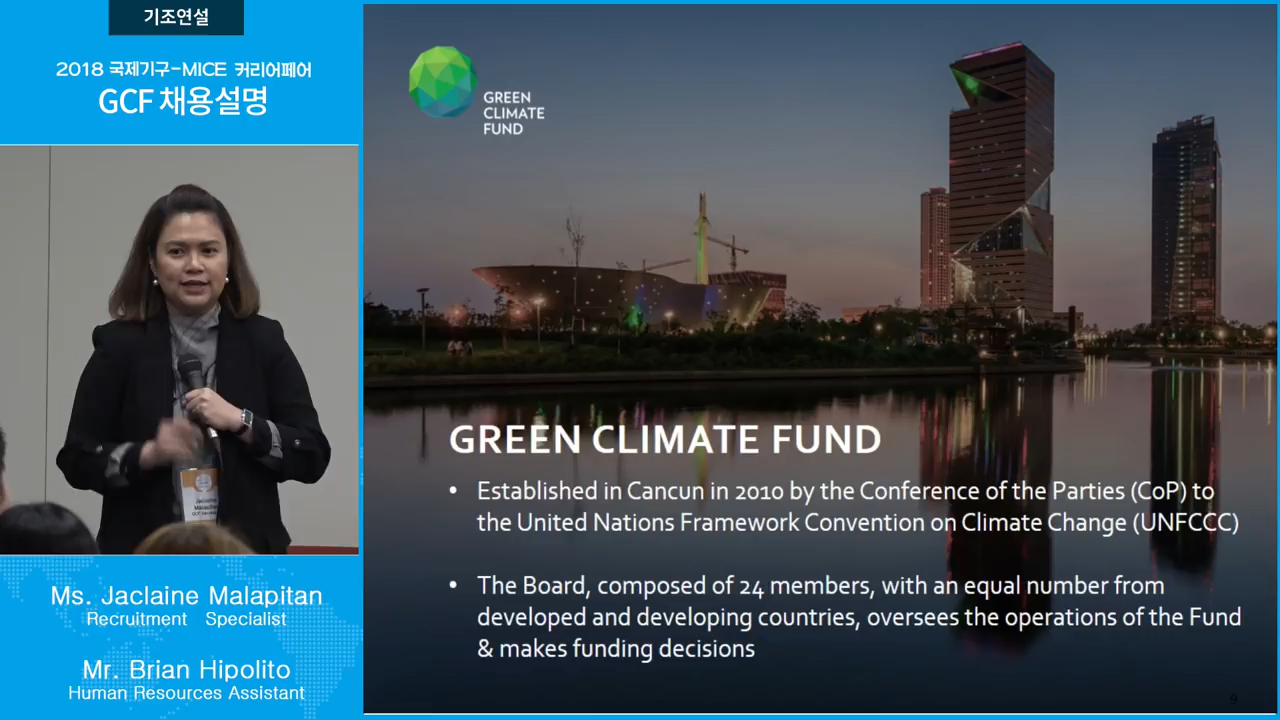 기조연설
2018 국제기구-MICE 커리어페어
GCF 채용설명
Jaclaine
Ms. Jaclaine Malapitan
Recruitment Specialist
Mr. Brian Hipolito
Human Resources Assistant
GREEN
CLIMATE
FUND
GREEN CLIMATE FUND
• Established in Cancun in 2010 by the Conference of the Parties (CoP) to
the United Nations Framework Convention on Climate Change (UNFCCC)
• The Board, composed of 24 members, with an equal number from
developed and developing countries, oversees the operations of the Fund
& makes funding decisions
9